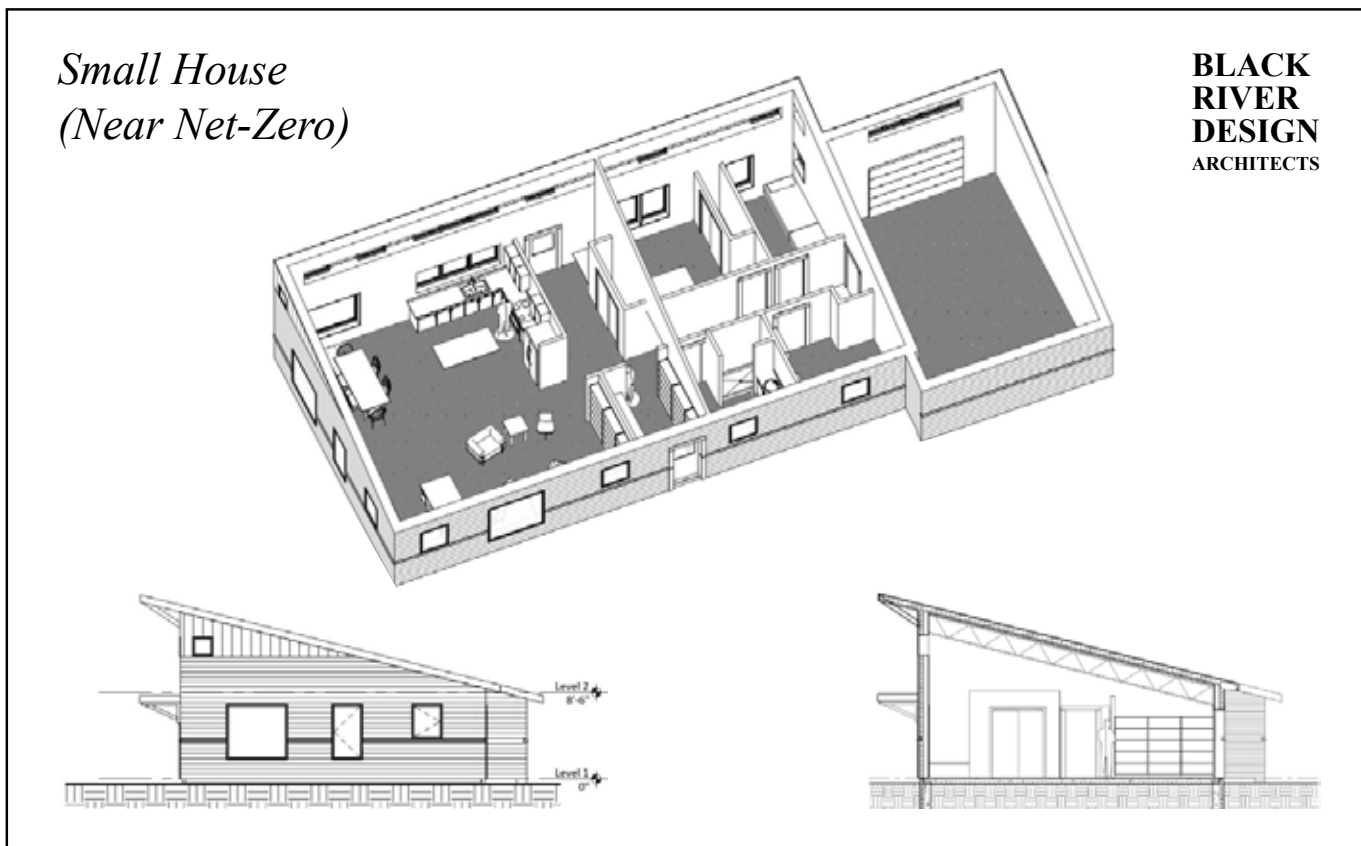 Small House
(Near Net-Zero)
BLACK
RIVER
DESIGN
ARCHITECTS
Level 2
8'-6"
Level 1
0"